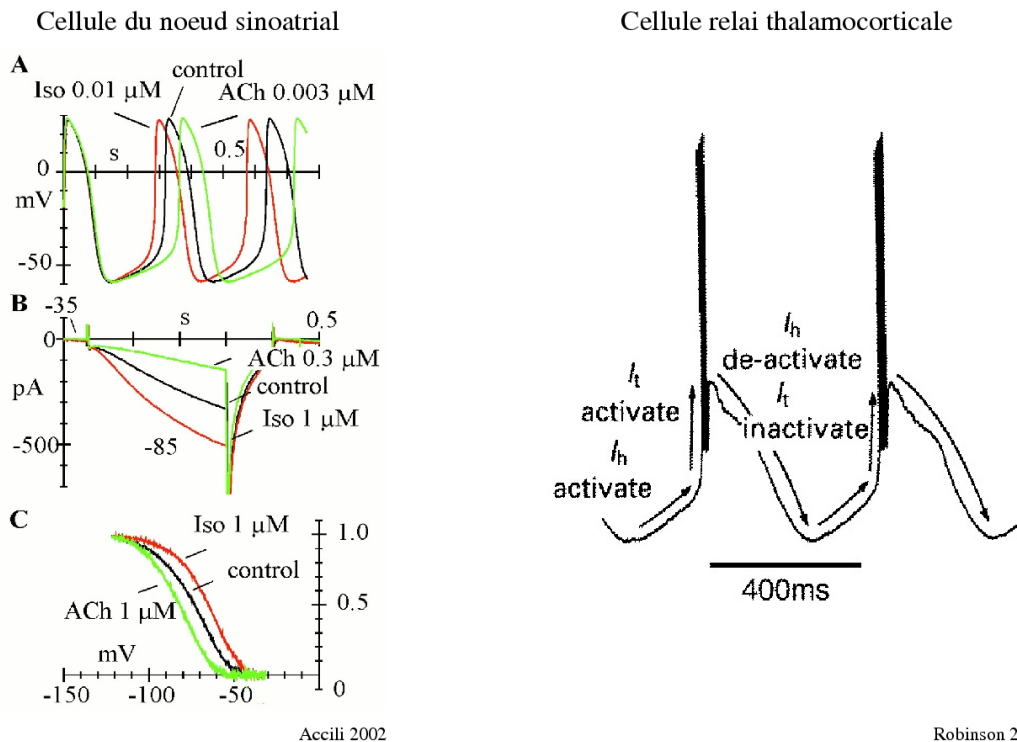 Cellule du noeud sinoatrial
Cellule relai thalamocorticale
A
control
Iso 0.01 µM
ACh 0.003 µM
s
0.5
0
mV
-50
B
-35
s
0.5
0
ACh 0.3 µM
pA
control
Iso 1 µM
-500
-85
C
Iso 1 µM
1.0
control
0.5
ACh 1 µM
mV
0
-150
-100
-50
Accili 2002
Ih
de-activate
It
activate
It
inactivate
Ih
activate
400ms
Robinson 2